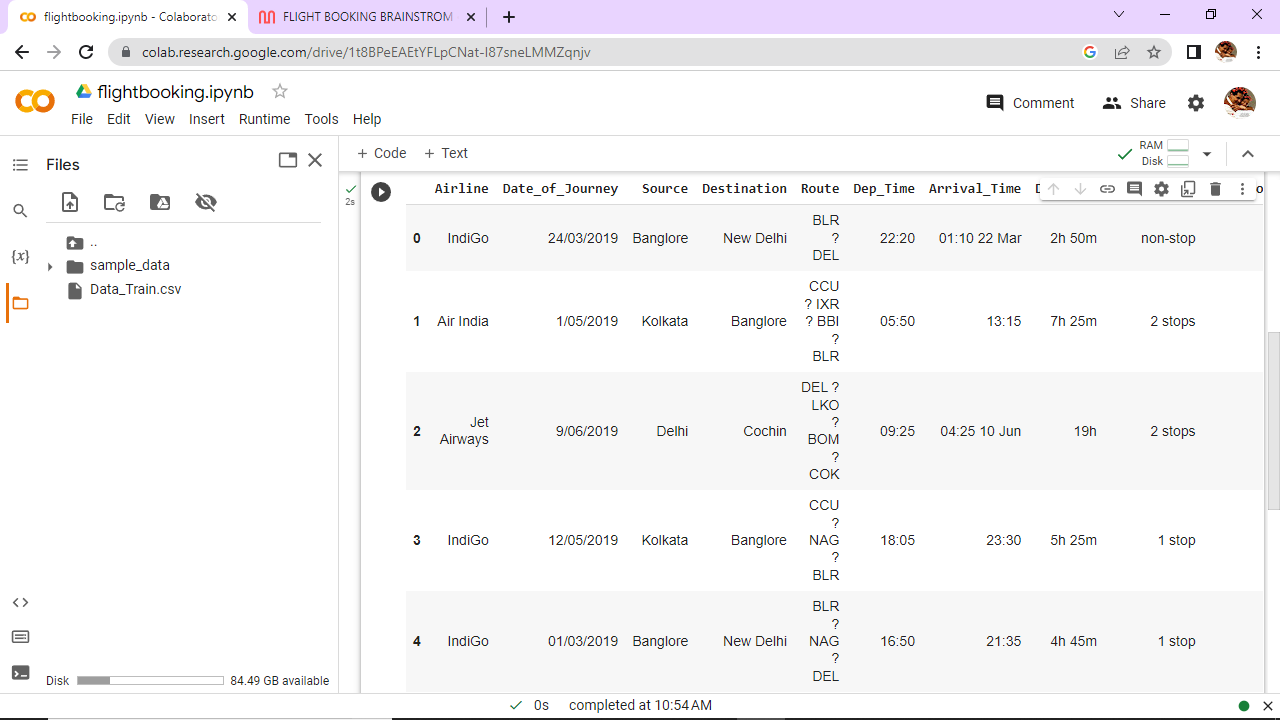 flightbooking.ipynb - Colaborato
FLIGHT BOOKING BRAINSTROM
colab.research.google.com/drive/1t8BPeEAEtYFLpCNat-I87sneLMMZqnjv
flightbooking.ipynb
File Edit View Insert Runtime Tools Help
Comment Share
Files
+ Code + Text
RAM
Disk
{x}
..
sample_data
Data_Train.csv
Disk 84.49 GB available
2s
Airline Date_of_Journey Source Destination Route Dep_Time Arrival_Time
0 IndiGo 24/03/2019 Banglore New Delhi BLR ? DEL 22:20 01:10 22 Mar 2h 50m non-stop
1 Air India 1/05/2019 Kolkata Banglore CCU ? IXR ? BBI ? BLR 05:50 13:15 7h 25m 2 stops
2 Jet Airways 9/06/2019 Delhi Cochin DEL ? LKO ? BOM ? COK 09:25 04:25 10 Jun 19h 2 stops
3 IndiGo 12/05/2019 Kolkata Banglore CCU ? NAG ? BLR 18:05 23:30 5h 25m 1 stop
4 IndiGo 01/03/2019 Banglore New Delhi BLR ? NAG ? DEL 16:50 21:35 4h 45m 1 stop
0s completed at 10:54 AM